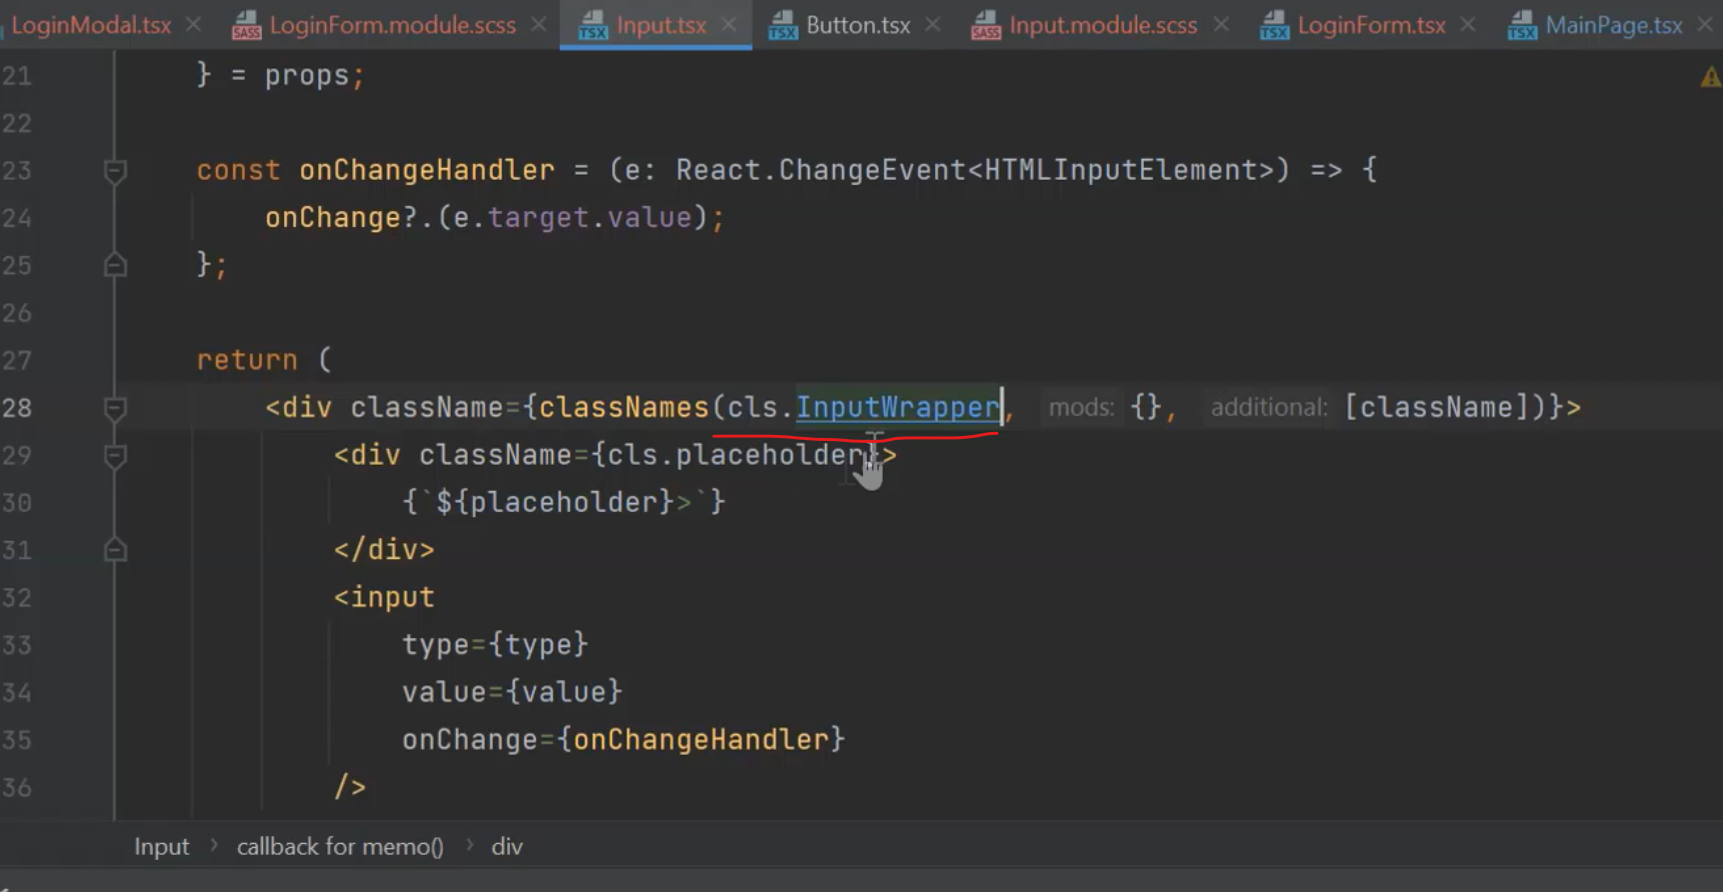 LoginModal.tsx LoginForm.module.scss Input.tsx Button.tsx Input.module.scss LoginForm.tsx MainPage.tsx
21 } = props;
22
23 const onChangeHandler = (e: React.ChangeEvent<HTMLInputElement>) => {
24 onChange?.(e.target.value);
25 };
26
27 return (
28 <div className={classNames(cls.InputWrapper, mods: {}, additional: [className])}>
29 <div className={cls.placeholder}>
30 {`${placeholder}>`}
31 </div>
32 <input
33 type={type}
34 value={value}
35 onChange={onChangeHandler}
36 />
Input › callback for memo() › div